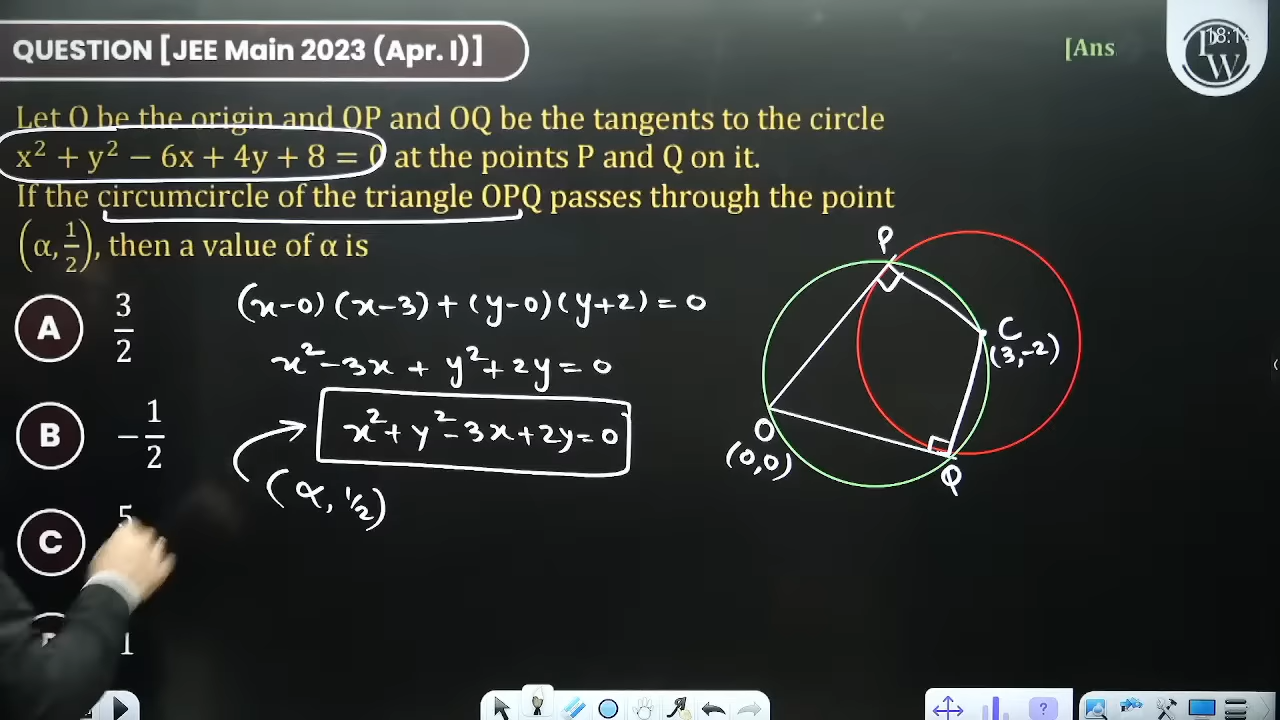 QUESTION [JEE Main 2023 (Apr. I)]
[Ans
18:1
W
Let O be the origin and OP and OQ be the tangents to the circle
x² + y² − 6x + 4y + 8 = 0 at the points P and Q on it.
If the circumcircle of the triangle OPQ passes through the point
(α, 1/2), then a value of α is
A 3/2
B −1/2
C 5
1
(x-0)(x-3)+(y-0)(y+2)=0
x²-3x + y²+2y=0
x²+y²-3x+2y=0
(α, 1/2)
P
C
(3,-2)
O
(0,0)
Q